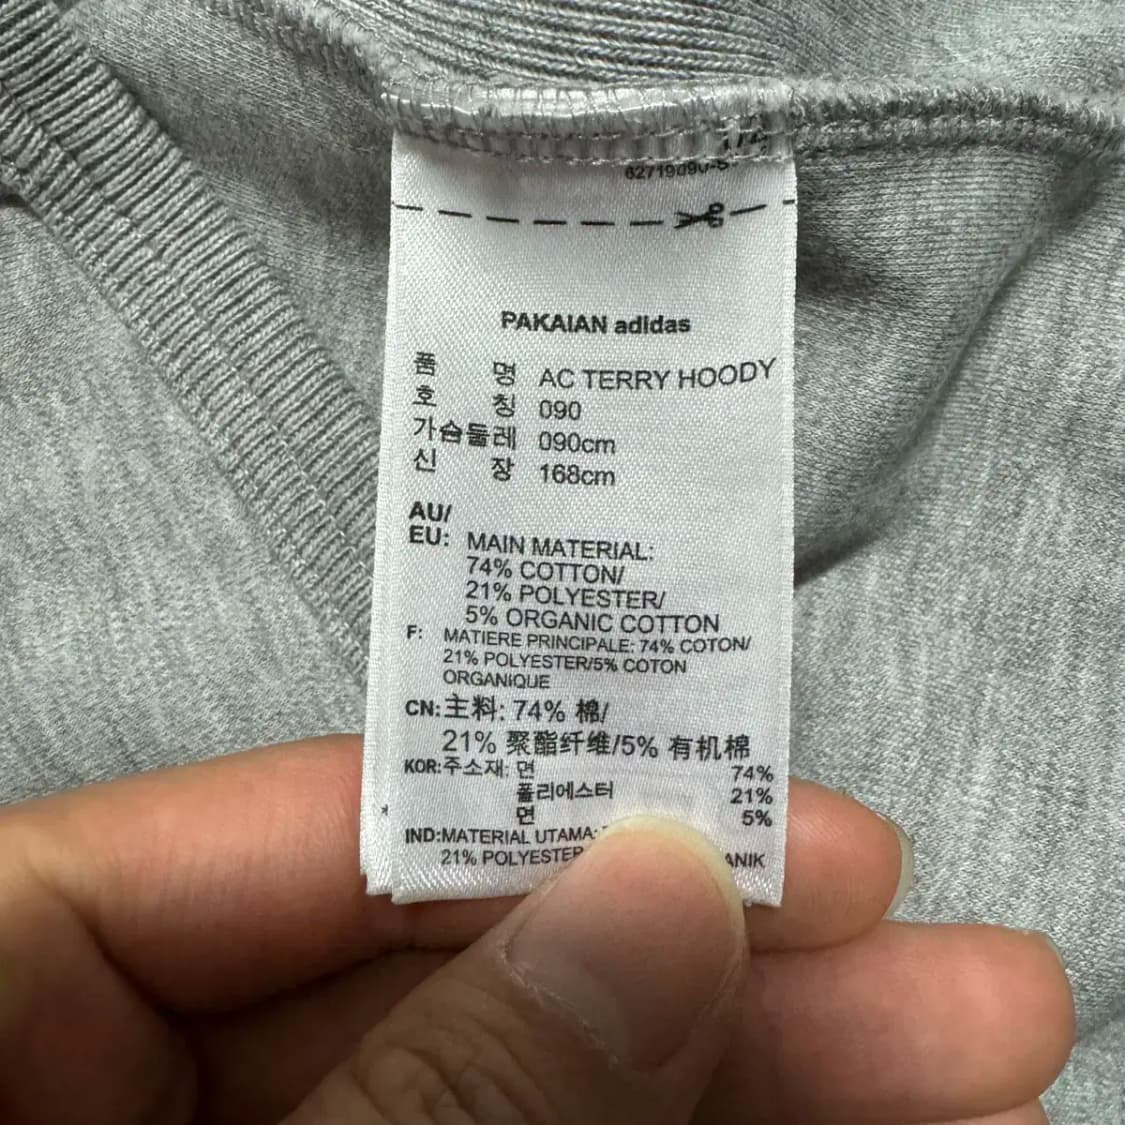 PAKAIAN adidas
품 명 AC TERRY HOODY
호 칭 090
가슴둘레 090cm
신 장 168cm
AU/
EU: MAIN MATERIAL:
74% COTTON/
21% POLYESTER/
5% ORGANIC COTTON
F: MATIERE PRINCIPALE: 74% COTON/
21% POLYESTER/5% COTON
ORGANIQUE
CN:主料: 74% 棉/
21% 聚酯纤维/5% 有机棉
KOR:주소재: 면 74%
폴리에스터 21%
면 5%
IND:MATERIAL UTAMA:
21% POLYESTER